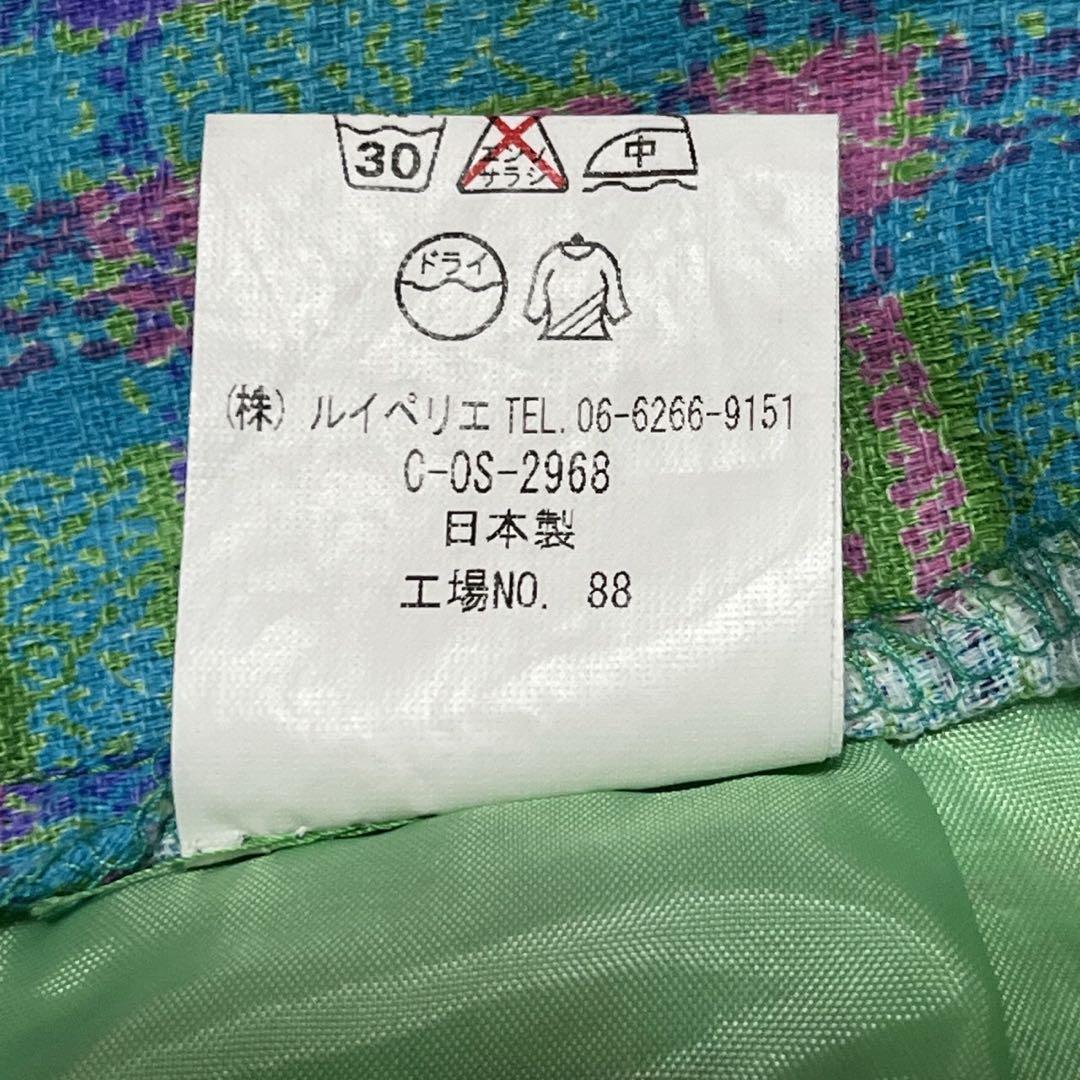 30 エンソ サラシ 中
ドライ
(株) ルイペリエ TEL. 06-6266-9151
C-OS-2968
日本製
工場NO. 88